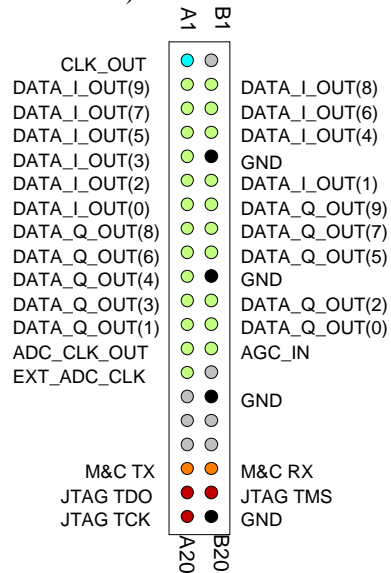 A1 B1
CLK_OUT
DATA_I_OUT(9) DATA_I_OUT(8)
DATA_I_OUT(7) DATA_I_OUT(6)
DATA_I_OUT(5) DATA_I_OUT(4)
DATA_I_OUT(3) GND
DATA_I_OUT(2) DATA_I_OUT(1)
DATA_I_OUT(0) DATA_Q_OUT(9)
DATA_Q_OUT(8) DATA_Q_OUT(7)
DATA_Q_OUT(6) DATA_Q_OUT(5)
DATA_Q_OUT(4) GND
DATA_Q_OUT(3) DATA_Q_OUT(2)
DATA_Q_OUT(1) DATA_Q_OUT(0)
ADC_CLK_OUT AGC_IN
EXT_ADC_CLK
GND
M&C TX M&C RX
JTAG TDO JTAG TMS
JTAG TCK GND
A20 B20